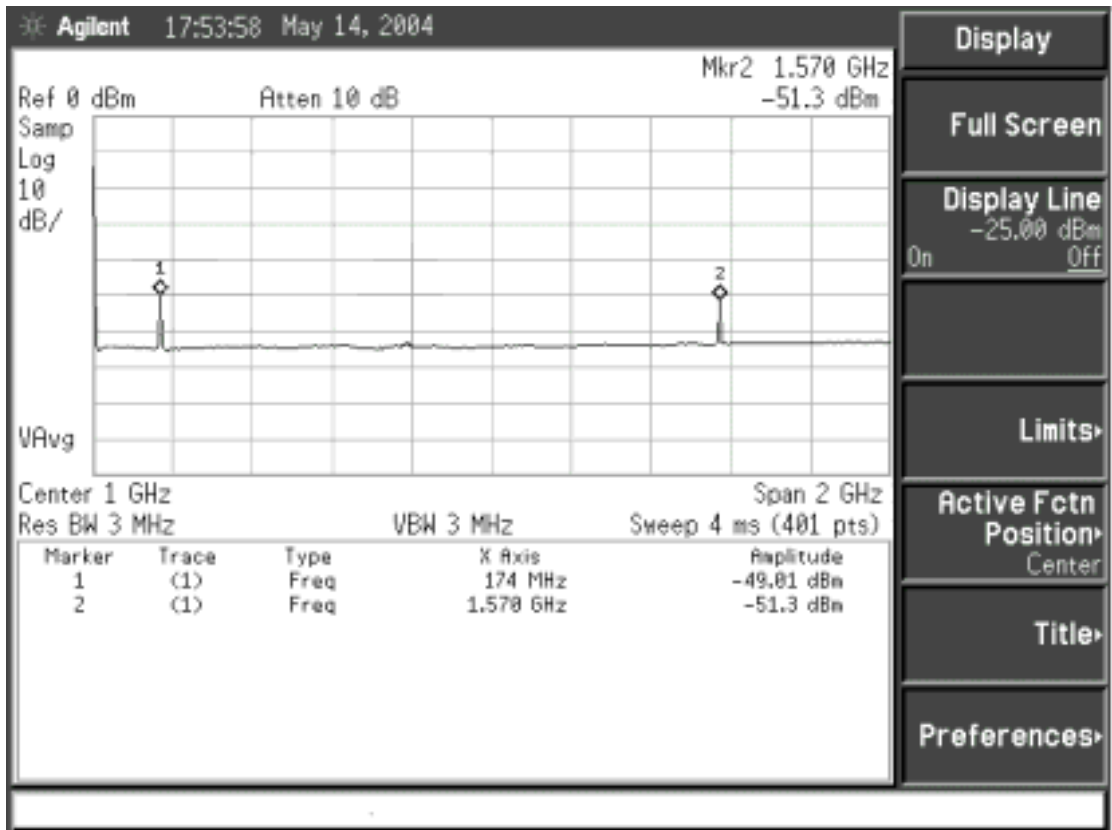 Agilent 17:53:58 May 14, 2004
Mkr2 1.570 GHz
Ref 0 dBm Atten 10 dB -51.3 dBm
Samp
Log
10
dB/
1
2
VAvg
Center 1 GHz Span 2 GHz
Res BW 3 MHz VBW 3 MHz Sweep 4 ms (401 pts)
Marker Trace Type X Axis Amplitude
1 (1) Freq 174 MHz -49.01 dBm
2 (1) Freq 1.570 GHz -51.3 dBm
Display
Full Screen
Display Line
-25.00 dBm
On Off
Limits
Active Fctn
Position
Center
Title
Preferences